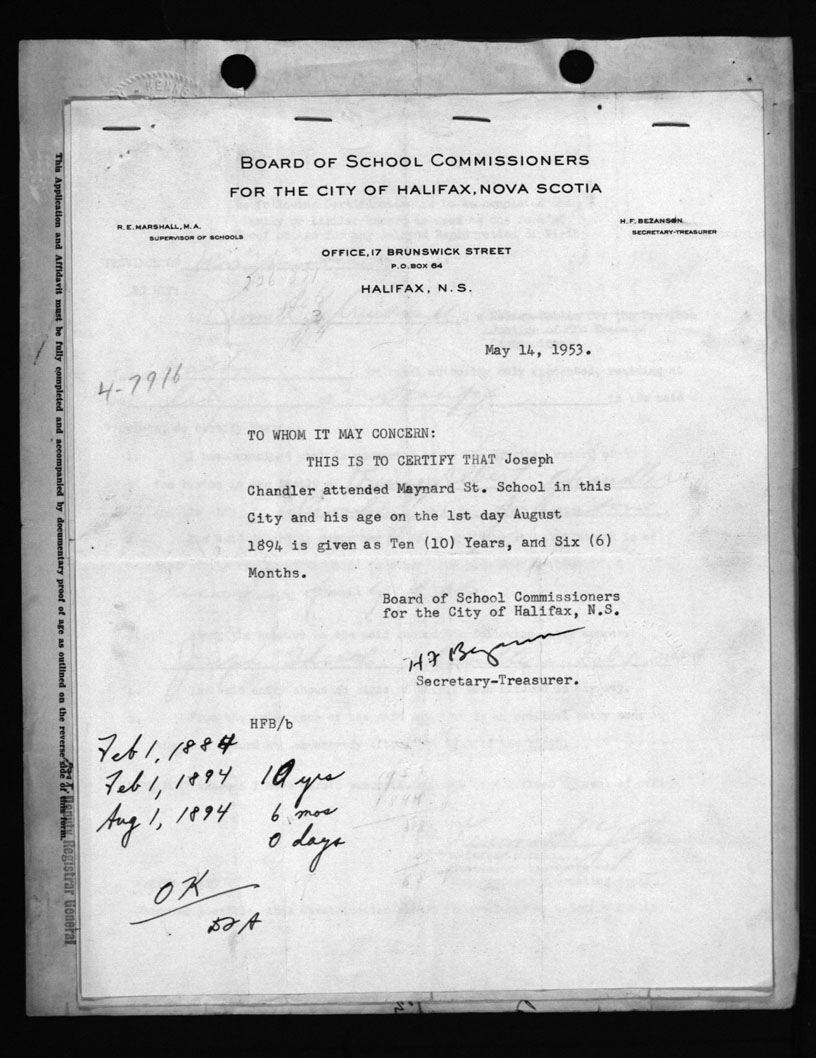 BOARD OF SCHOOL COMMISSIONERS
FOR THE CITY OF HALIFAX, NOVA SCOTIA
R.E. MARSHALL, M.A.
SUPERVISOR OF SCHOOLS
H.F. BEZANSON
SECRETARY-TREASURER
OFFICE, 17 BRUNSWICK STREET
P.O. BOX 64
HALIFAX, N.S.
May 14, 1953.
4-7916
TO WHOM IT MAY CONCERN:
THIS IS TO CERTIFY THAT Joseph
Chandler attended Maynard St. School in this
City and his age on the 1st day August
1894 is given as Ten (10) Years, and Six (6)
Months.
Board of School Commissioners
for the City of Halifax, N.S.
HF Bezanson
Secretary-Treasurer.
HFB/b
Feb 1, 1884
Feb 1, 1894 10 yrs
Aug 1, 1894 6 mos
0 days
OK
This Application and Affidavit must be fully completed and accompanied by documentary proof of age as outlined on the reverse side of this form.
Deputy Registrar General